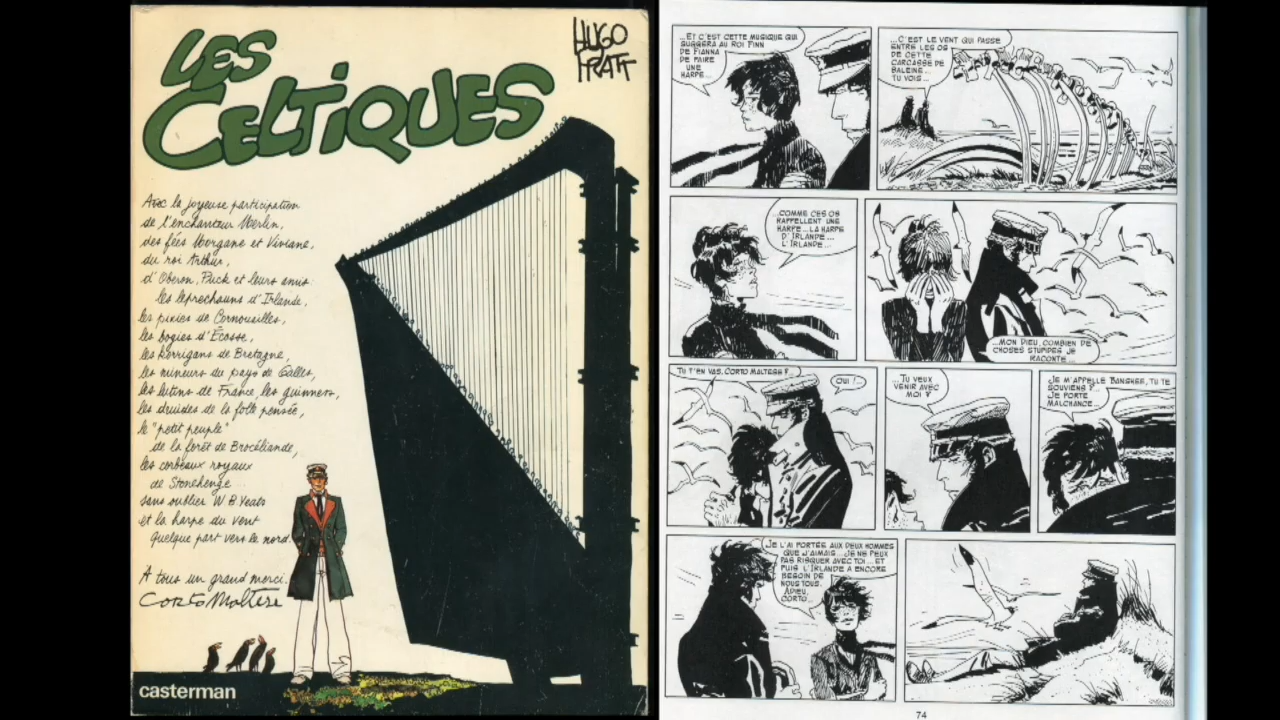 LES
CELTIQUES
HUGO
PRATT
Avec la joyeuse participation
de l'enchanteur Merlin,
des fées Morgane et Viviane,
du roi Arthur,
d'Oberon, Puck et leurs amis:
les leprechauns d'Irlande,
les pixies de Cornouailles,
les bogies d'Écosse,
les Korrigans de Bretagne,
les mineurs du pays de Galles,
les lutins de France les guinners,
les druides de la folle pensée,
le "petit peuple"
de la forêt de Brocéliande,
les corbeaux royaux
de Stonehenge
sans oublier W B Yeats
et la harpe du vent
quelque part vers le nord.
A tous un grand merci.
Corto Maltese
casterman
...ET C'EST CETTE MUSIQUE QUI
SUGGERA AU ROI FINN
DE FIANNA
DE FAIRE
UNE
HARPE...
...C'EST LE VENT QUI PASSE
ENTRE LES OS
DE CETTE
CARCASSE DE
BALEINE...
TU VOIS...
...COMME CES OS
RAPPELLENT UNE
HARPE... LA HARPE
D'IRLANDE...
L'IRLANDE...
...MON DIEU, COMBIEN DE
CHOSES STUPIDES JE
RACONTE...
TU T'EN VAS, CORTO MALTESE ?
OUI !...
...TU VEUX
VENIR AVEC
MOI ?
JE M'APPELLE BANSHEE, TU TE
SOUVIENS ?...
JE PORTE
MALCHANCE...
JE L'AI PORTÉE AUX DEUX HOMMES
QUE J'AIMAIS... JE NE PEUX
PAS RISQUER AVEC TOI... ET
PUIS L'IRLANDE A ENCORE
BESOIN DE
NOUS TOUS.
ADIEU,
CORTO...
74